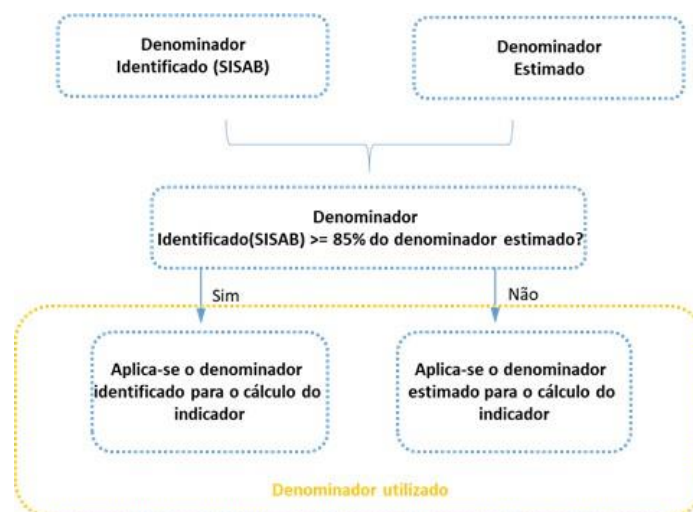 Denominador
Identificado (SISAB)
Denominador
Estimado
Denominador
Identificado(SISAB) >= 85% do denominador estimado?
Sim
Não
Aplica-se o denominador
identificado para o cálculo do
indicador
Aplica-se o denominador
estimado para o cálculo do
indicador
Denominador utilizado